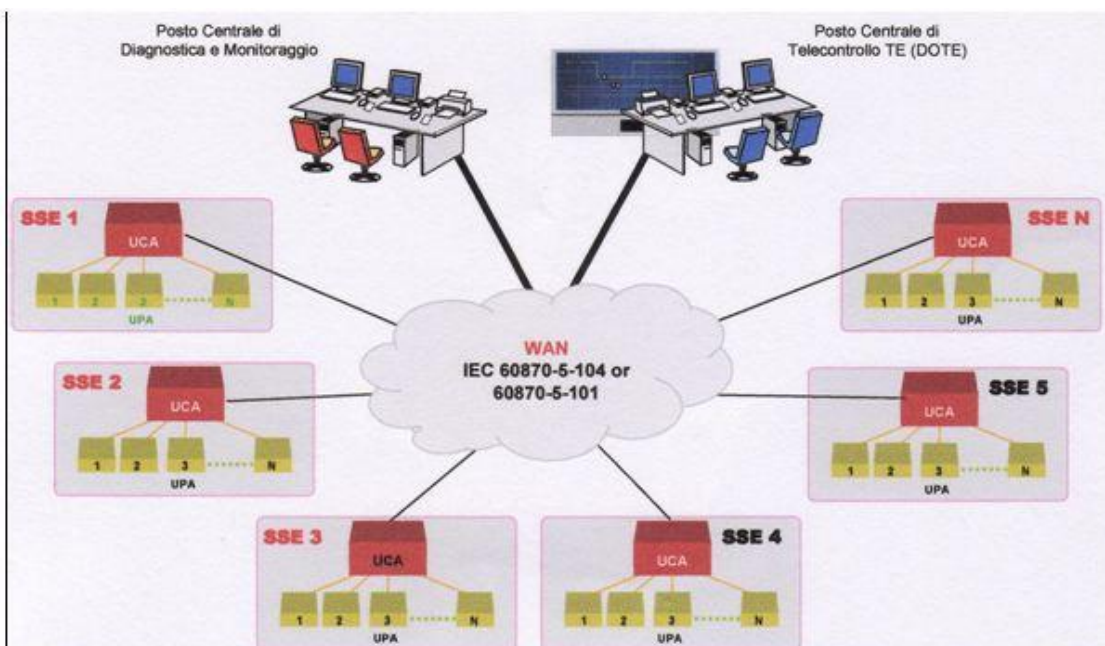 Posto Centrale di
Diagnostica e Monitoraggio
Posto Centrale di
Telecontrollo TE (DOTE)
SSE 1
UCA
1 2 2 N
UPA
SSE N
UCA
1 2 3 N
UPA
WAN
IEC 60870-5-104 or
60870-5-101
SSE 2
UCA
1 2 3 N
UPA
SSE 5
UCA
1 2 3 N
UPA
SSE 3
UCA
1 2 3 N
UPA
SSE 4
UCA
1 2 3 N
UPA